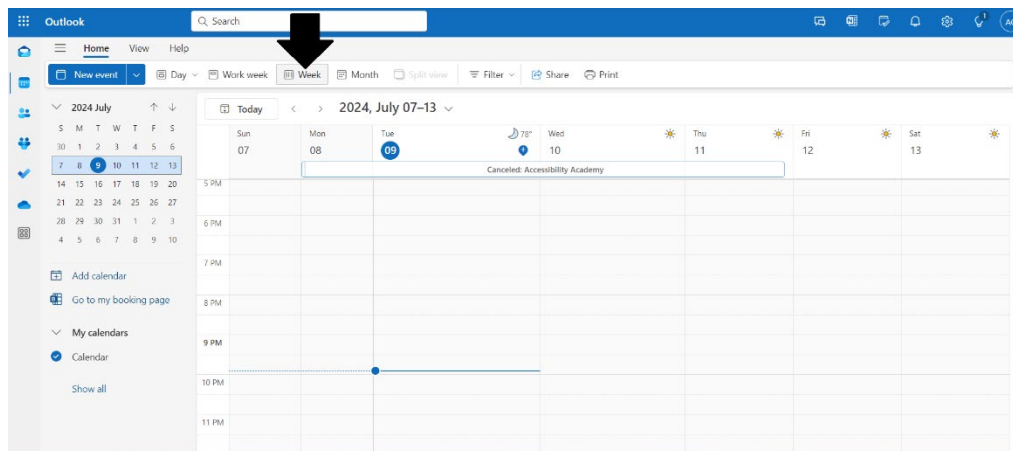 Outlook
Search
Home View Help
New event Day Work week Week Month Split view Filter Share Print
2024 July
S M T W T F S
30 1 2 3 4 5 6
7 8 9 10 11 12 13
14 15 16 17 18 19 20
21 22 23 24 25 26 27
28 29 30 31 1 2 3
4 5 6 7 8 9 10
Add calendar
Go to my booking page
My calendars
Calendar
Show all
Today 2024, July 07–13
Sun Mon Tue 78° Wed Thu Fri Sat
07 08 09 10 11 12 13
Canceled: Accessibility Academy
5 PM
6 PM
7 PM
8 PM
9 PM
10 PM
11 PM